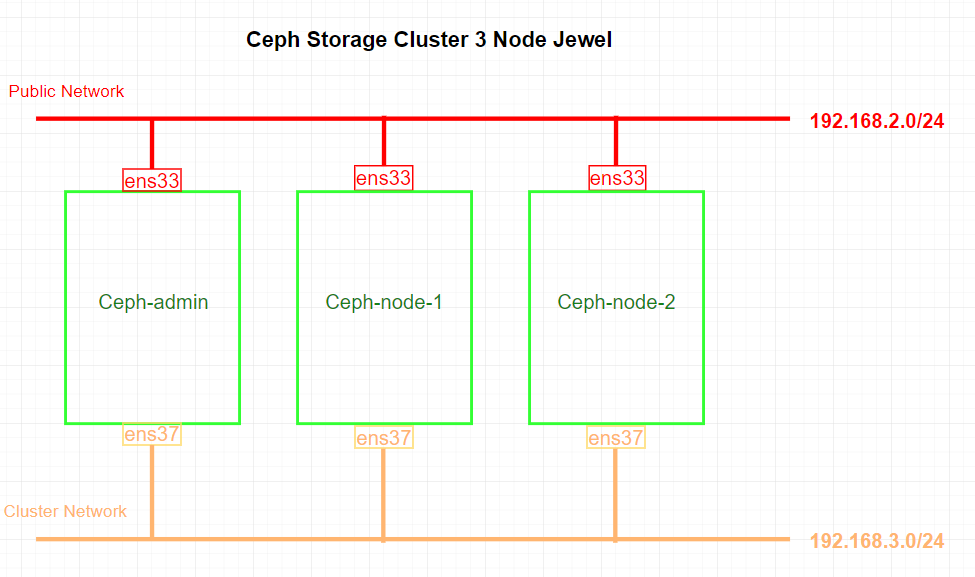 Ceph Storage Cluster 3 Node Jewel
Public Network
192.168.2.0/24
ens33
ens33
ens33
Ceph-admin
Ceph-node-1
Ceph-node-2
ens37
ens37
ens37
Cluster Network
192.168.3.0/24